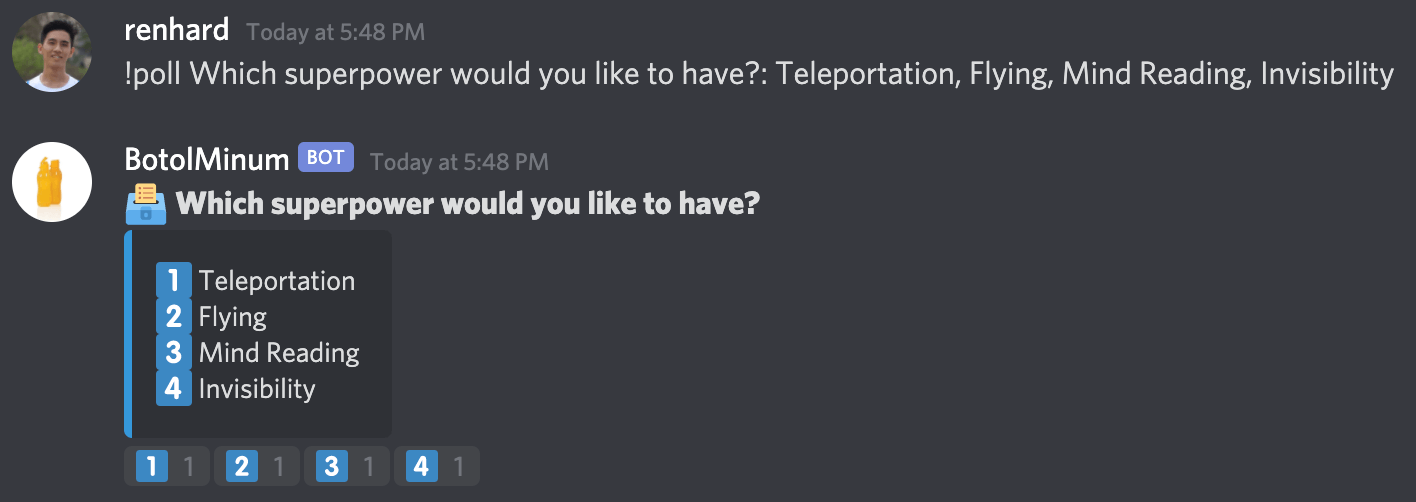 renhard Today at 5:48 PM
!poll Which superpower would you like to have?: Teleportation, Flying, Mind Reading, Invisibility
BotolMinum BOT Today at 5:48 PM
Which superpower would you like to have?
1 Teleportation
2 Flying
3 Mind Reading
4 Invisibility
1 1 2 1 3 1 4 1